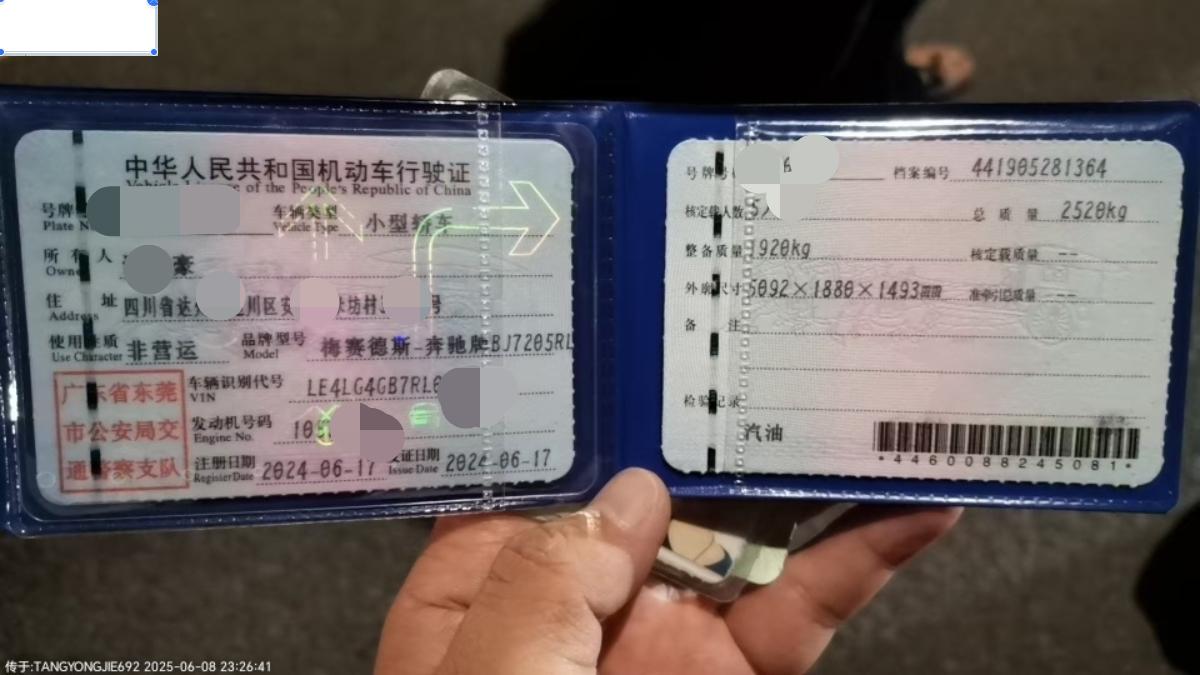 中华人民共和国机动车行驶证
Vehicle License of the People's Republic of China
号牌
Plate N
车辆类型 小型轿车
Vehicle Type
所有人 豪
Owner
住址 四川省达 川区安 坊村 号
Address
使用性质 非营运 品牌型号 梅赛德斯-奔驰牌BJ7205RL
Use Character Model
车辆识别代号 LE4LG4GB7RL
VIN
发动机号码 10
Engine No.
注册日期 2024-06-17 发证日期 2024-06-17
Register Date Issue Date
广东省东莞
市公安局交
通警察支队
号牌号 档案编号 441905281364
核定载人数 5人 总质量 2520kg
整备质量 1920kg 核定载质量 --
外廓尺寸 5092×1880×1493 准牵引总质量 --
备注
检验记录
汽油
*4460088245081*
传于:TANGYONGJIE692 2025-06-08 23:26:41